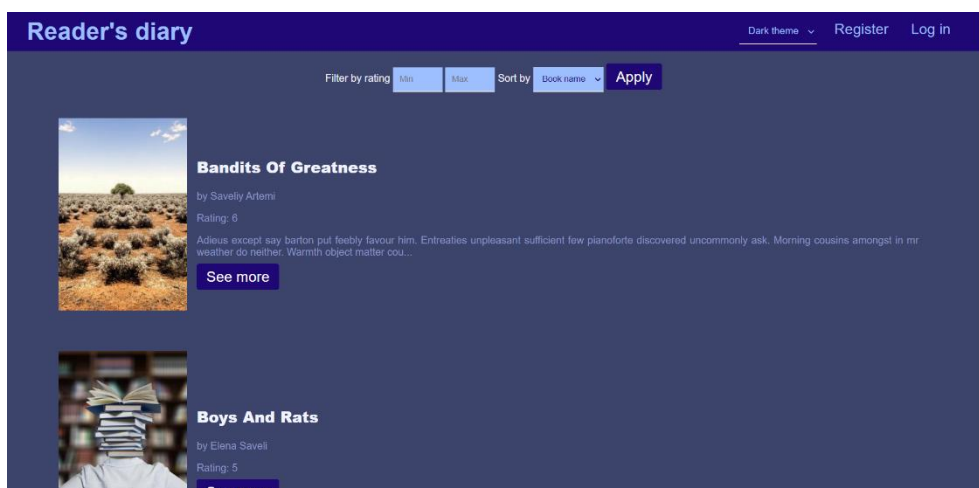 Reader's diary
Dark theme
Register
Log in
Filter by rating Min Max Sort by Book name Apply
Bandits Of Greatness
by Saveliy Artemi
Rating: 6
Adieus except say barton put feebly favour him. Entreaties unpleasant sufficient few pianoforte discovered uncommonly ask. Morning cousins amongst in mr
weather do neither. Warmth object matter cou...
See more
Boys And Rats
by Elena Saveli
Rating: 5